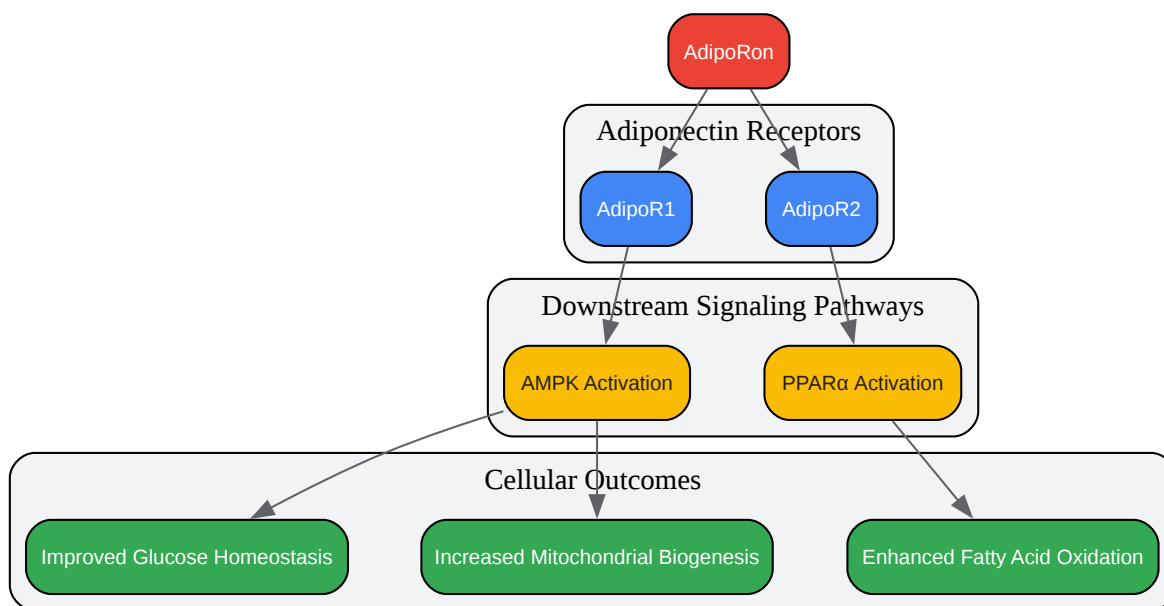 AdipoRon
Adiponectin Receptors
AdipoR1
AdipoR2
Downstream Signaling Pathways
AMPK Activation
PPARα Activation
Cellular Outcomes
Improved Glucose Homeostasis
Increased Mitochondrial Biogenesis
Enhanced Fatty Acid Oxidation